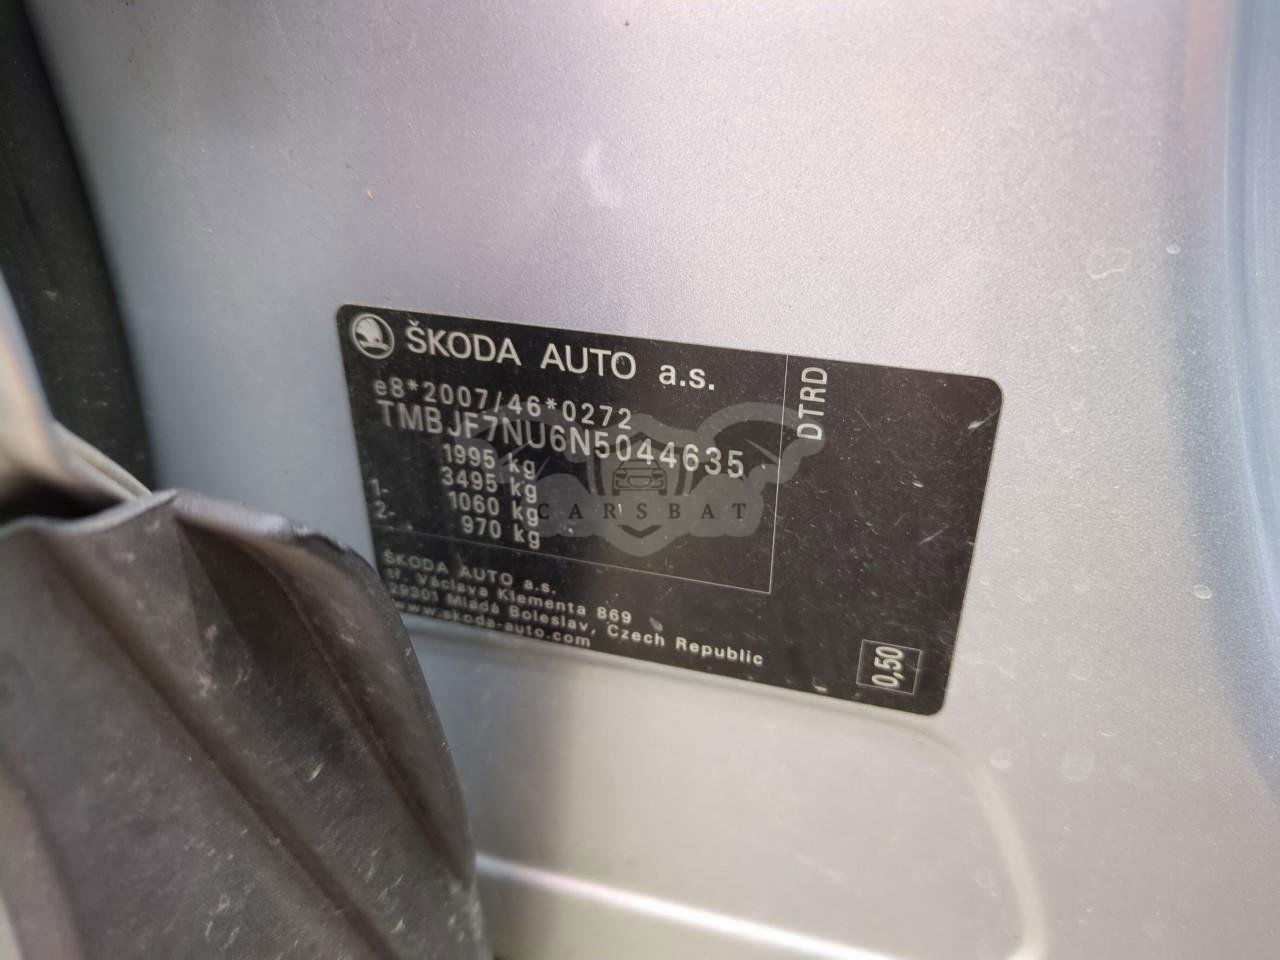 ŠKODA AUTO a.s.
e8*2007/46*0272
TMBJF7NU6N5044635
1995 kg
3495 kg
1- 1060 kg
2- 970 kg
DTRD
ŠKODA AUTO a.s.
tř. Václava Klementa 869
29301 Mladá Boleslav, Czech Republic
www.skoda-auto.com
0,50
CARSBAT